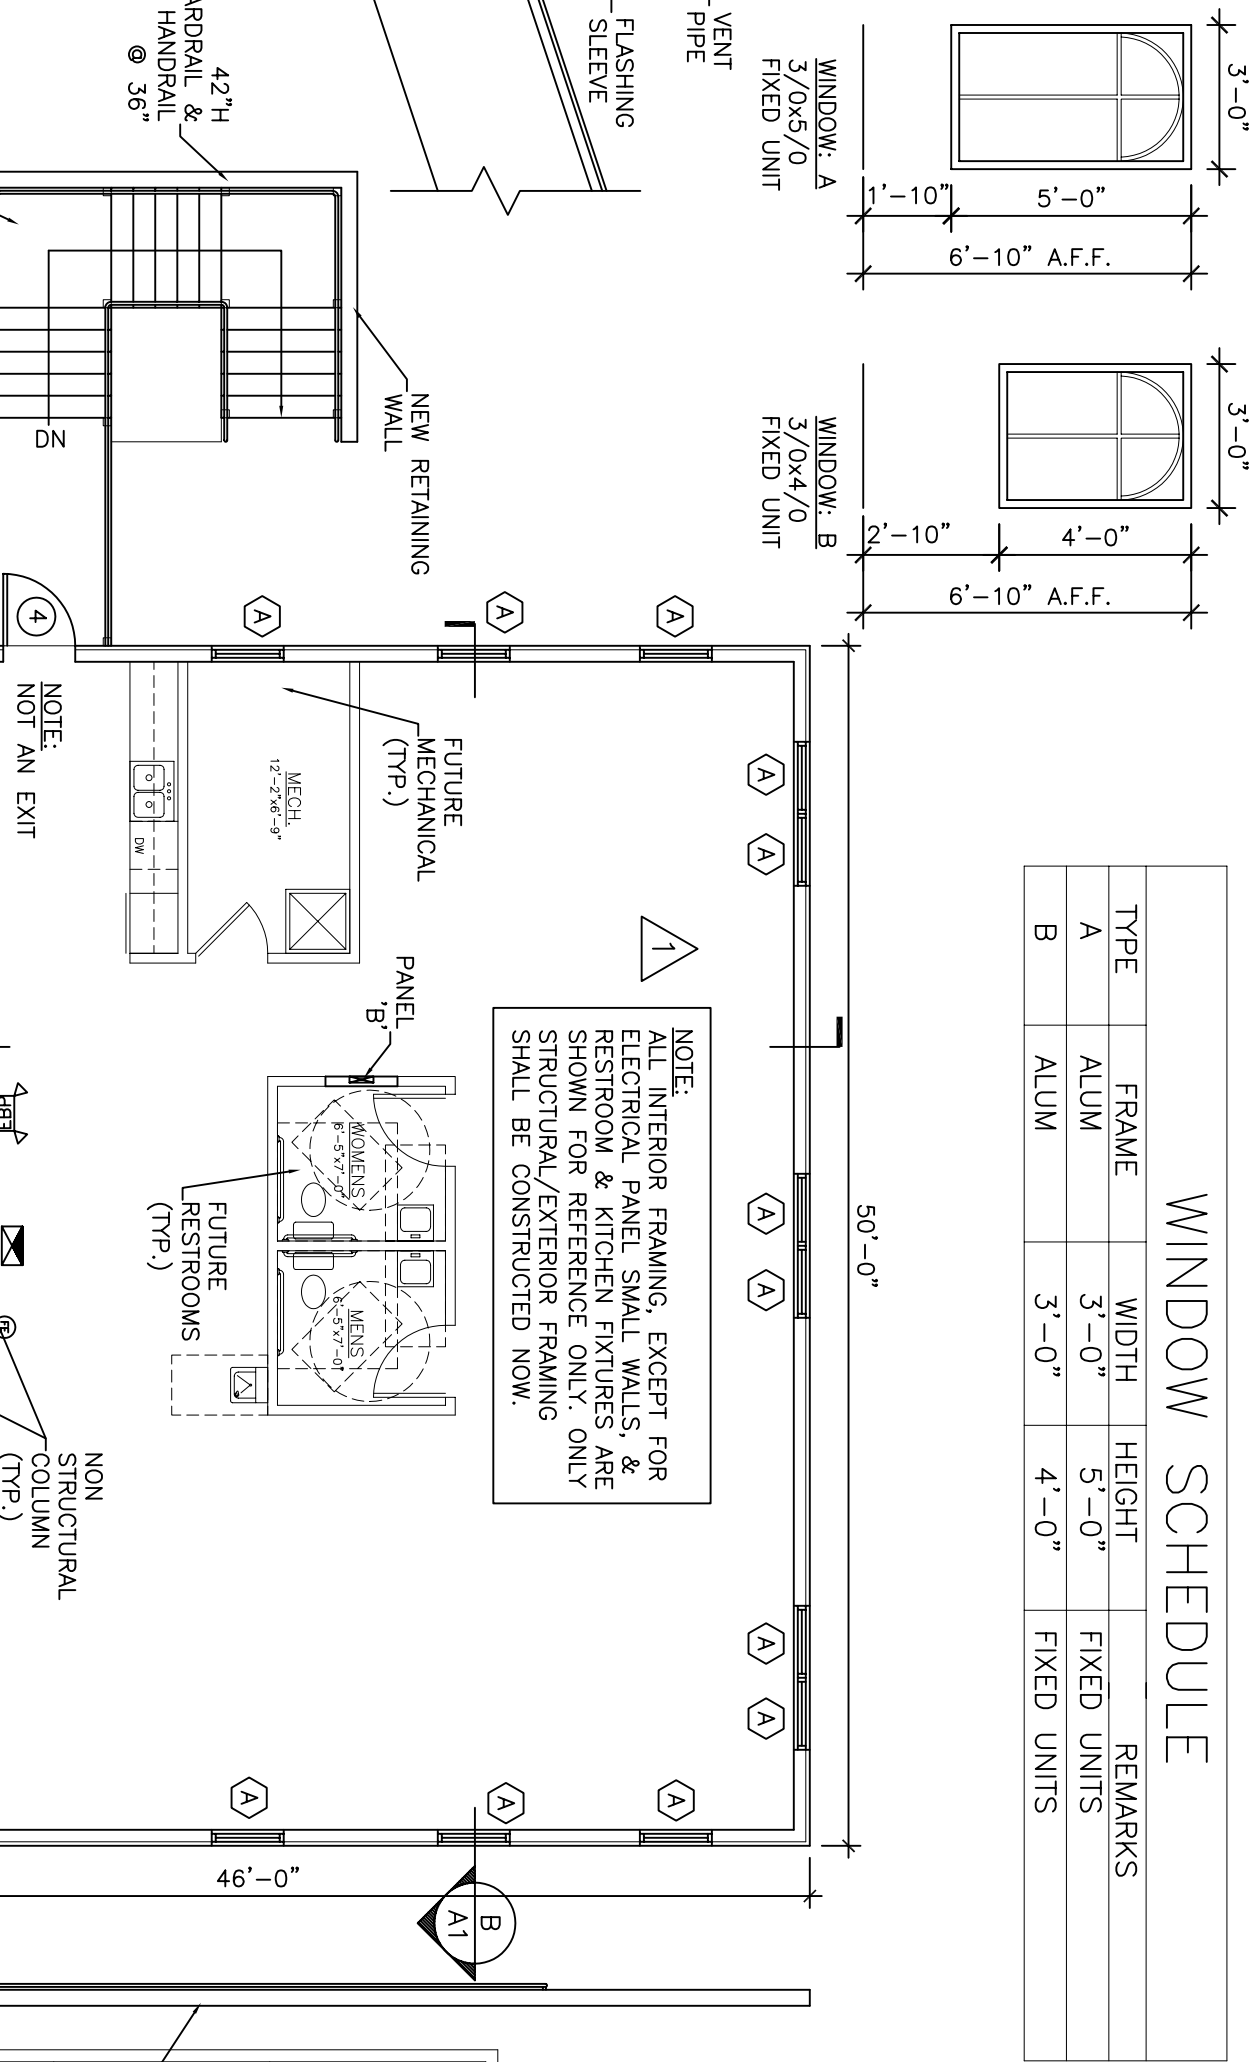 WINDOW SCHEDULE
TYPE FRAME WIDTH HEIGHT REMARKS
A ALUM 3'-0" 5'-0" FIXED UNITS
B ALUM 3'-0" 4'-0" FIXED UNITS
3'-0"
5'-0"
1'-10"
6'-10" A.F.F.
WINDOW: A
3/0x5/0
FIXED UNIT
3'-0"
4'-0"
2'-10"
6'-10" A.F.F.
WINDOW: B
3/0x4/0
FIXED UNIT
VENT
PIPE
FLASHING
SLEEVE
42"H
ARDRAIL &
HANDRAIL
@ 36"
NEW RETAINING
WALL
DN
50'-0"
A
A
A
A
A
A
A
A
A
A
A
A
4
NOTE:
NOT AN EXIT
FUTURE
MECHANICAL
(TYP.)
MECH.
12'-2"x6'-9"
DW
1
NOTE:
ALL INTERIOR FRAMING, EXCEPT FOR
ELECTRICAL PANEL SMALL WALLS, &
RESTROOM & KITCHEN FIXTURES ARE
SHOWN FOR REFERENCE ONLY. ONLY
STRUCTURAL/EXTERIOR FRAMING
SHALL BE CONSTRUCTED NOW.
PANEL
'B'
WOMENS
6'-5"x7'-0"
MENS
6'-5"x7'-0"
FUTURE
RESTROOMS
(TYP.)
NON
STRUCTURAL
COLUMN
(TYP.)
FE
46'-0"
B
A1